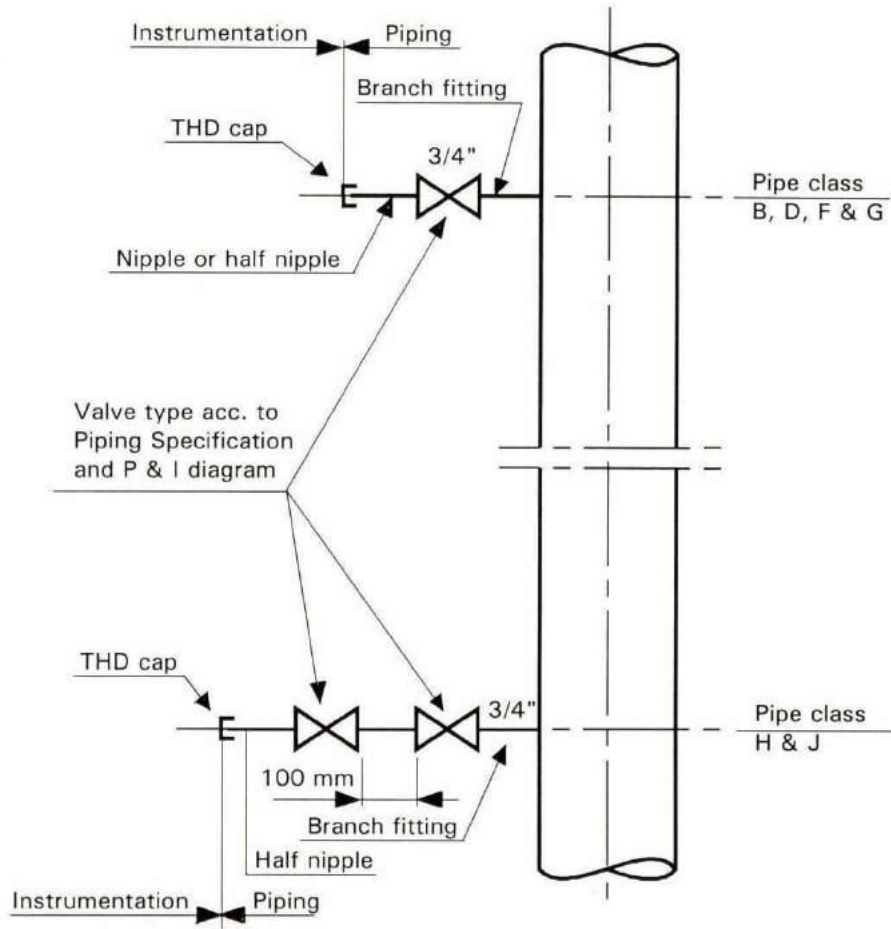 Instrumentation Piping
Branch fitting
THD cap
3/4"
Pipe class
B, D, F & G
Nipple or half nipple
Valve type acc. to
Piping Specification
and P & I diagram
THD cap
3/4"
Pipe class
H & J
100 mm
Branch fitting
Half nipple
Instrumentation Piping